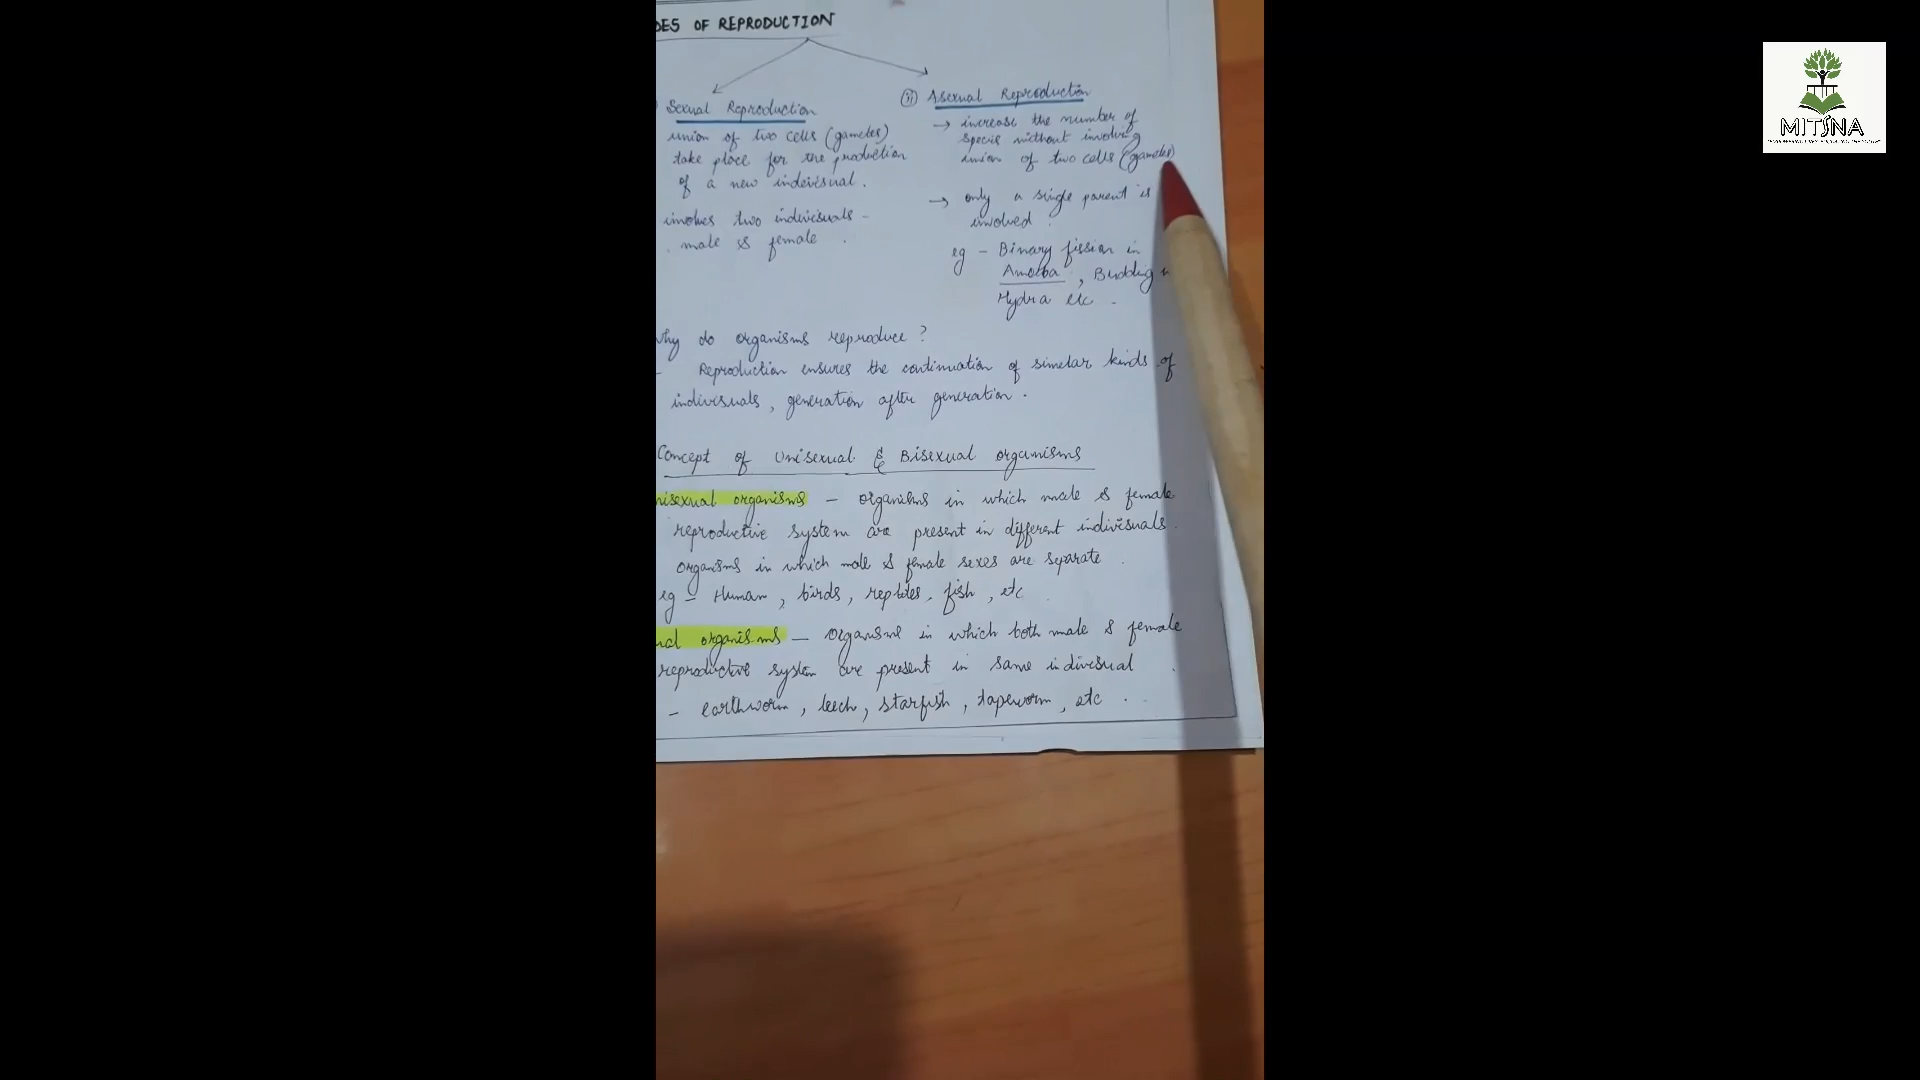 DES OF REPRODUCTION
Sexual Reproduction
union of two cells (gametes)
take place for the production
of a new indevisual.
involves two indivisuals -
male & female .
(ii) Asexual Reproduction
→ increase the number of
species without involving
union of two cells (gametes)
→ only a single parent is
involved .
eg - Binary fission in
Amoeba , Budding
Hydra etc .
Why do organisms reproduce ?
- Reproduction ensures the continuation of similar kinds of
indivisuals , generation after generation .
Concept of Unisexual & Bisexual organisms
nisexual organisms - organisms in which male & female
reproductive system are present in different indivisuals .
organisms in which male & female sexes are separate .
eg - Human , birds , reptiles , fish , etc
ual organisms - organisms in which both male & female
reproductive system are present in same indivisual .
- earthworm , leech , starfish , tapeworm , etc .
MITSNA